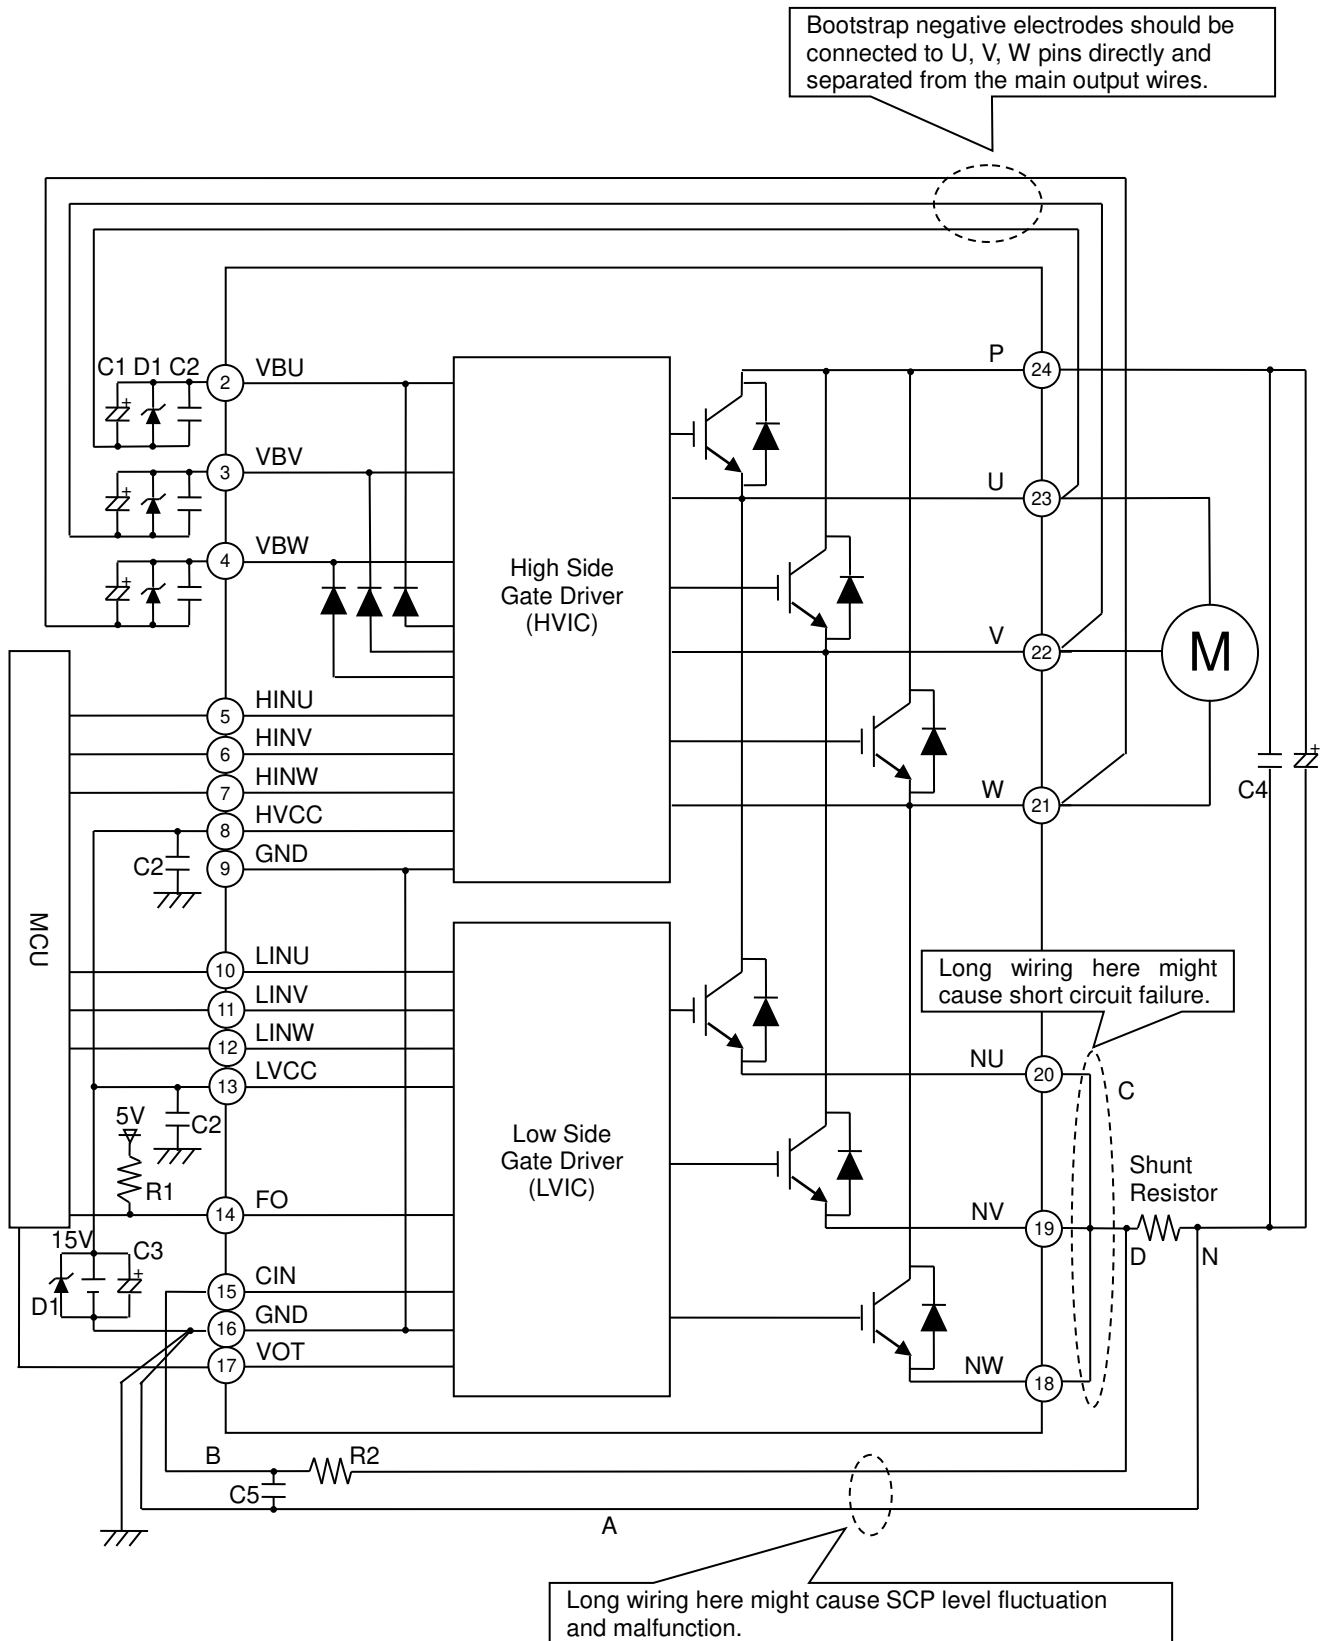 Bootstrap negative electrodes should be
connected to U, V, W pins directly and
separated from the main output wires.
C1 D1 C2
+
2
VBU
P
24
+
3
VBV
U
23
+
4
VBW
High Side
Gate Driver
(HVIC)
V
22
M
5
HINU
6
HINV
7
HINW
W
21
C4
+
8
HVCC
C2
9
GND
MCU
10
LINU
11
LINV
12
LINW
13
LVCC
C2
Long wiring here might
cause short circuit failure.
NU
20
C
5V
R1
Low Side
Gate Driver
(LVIC)
Shunt
Resistor
14
FO
NV
19
D
N
15V
C3
+
D1
15
CIN
16
GND
17
VOT
NW
18
B
R2
C5
A
Long wiring here might cause SCP level fluctuation
and malfunction.